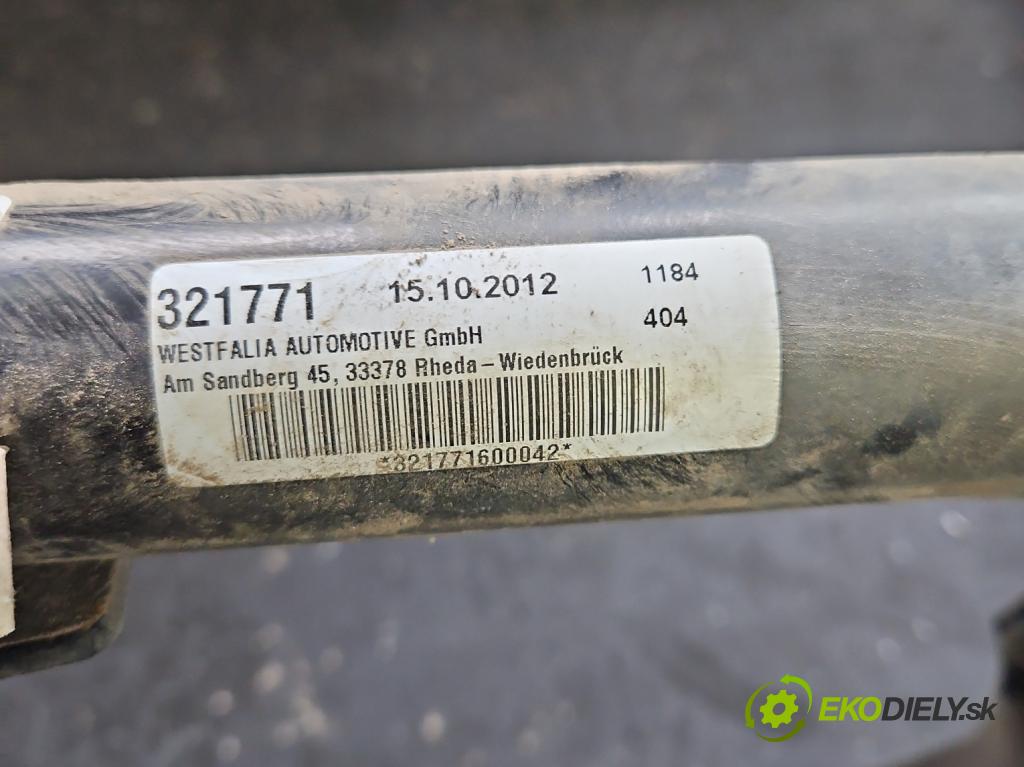 321771 15.10.2012 1184
404
WESTFALIA AUTOMOTIVE GmbH
Am Sandberg 45, 33378 Rheda-Wiedenbrück
*321771600042*
EKODIELY.sk